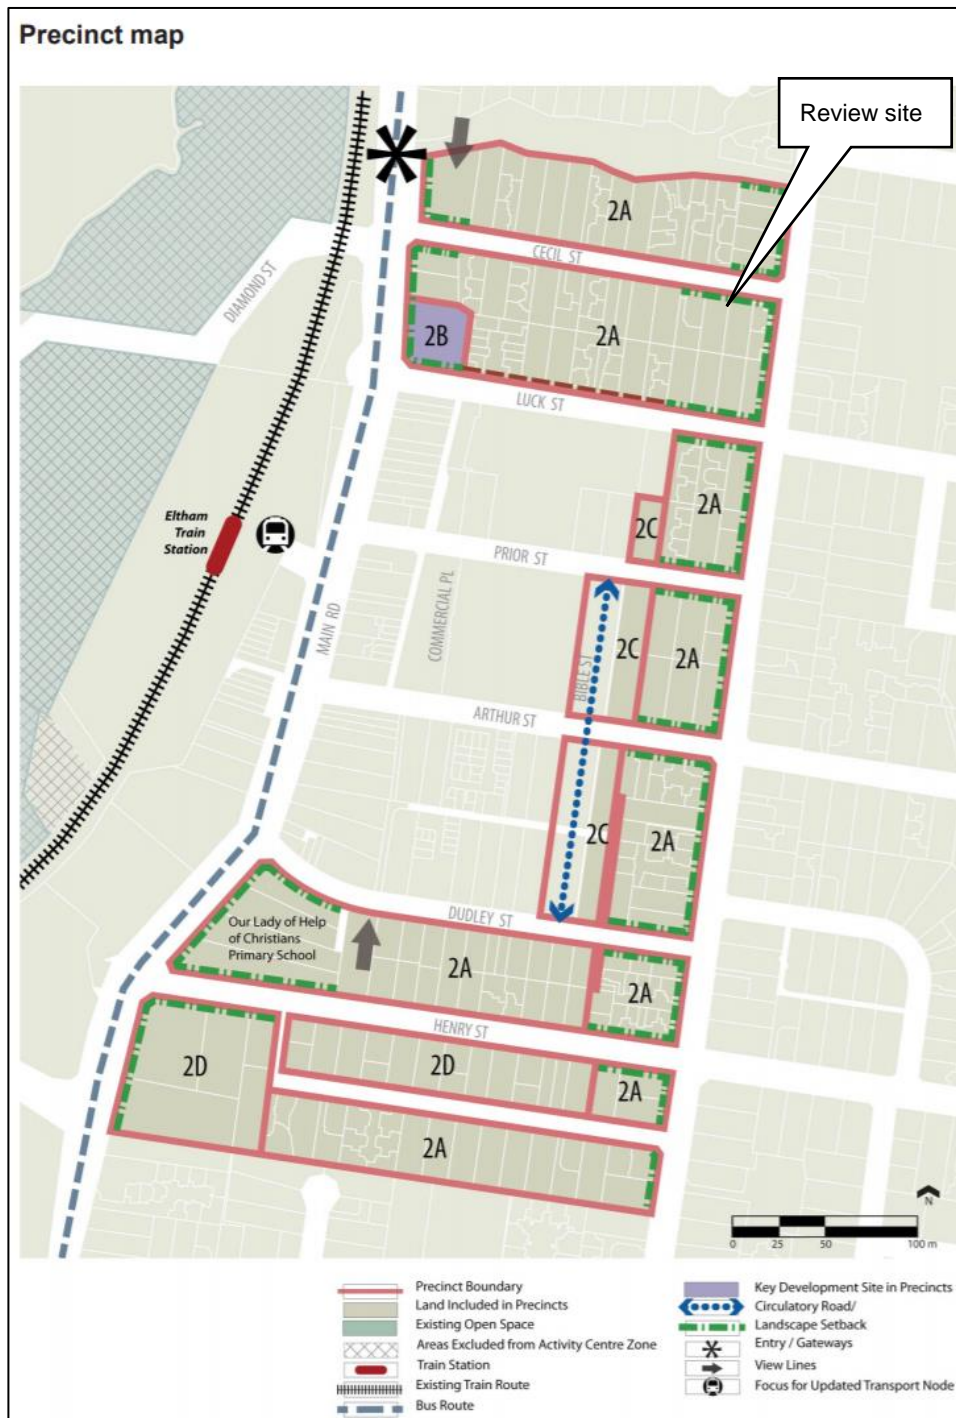 Precinct map
Review site
2A
CECIL ST
DIAMOND ST
2A
2B
LUCK ST
2A
2C
Eltham
Train
Station
PRIOR ST
MAIN RD
COMMERCIAL PL
BIBLE ST
2C
2A
ARTHUR ST
2C
2A
DUDLEY ST
Our Lady of Help
of Christians
Primary School
2A
2A
HENRY ST
2D
2D
2A
2A
N
0 25 50 100 m
Precinct Boundary
Land Included in Precincts
Existing Open Space
Areas Excluded from Activity Centre Zone
Train Station
Existing Train Route
Bus Route
Key Development Site in Precincts
Circulatory Road/
Landscape Setback
Entry / Gateways
View Lines
Focus for Updated Transport Node